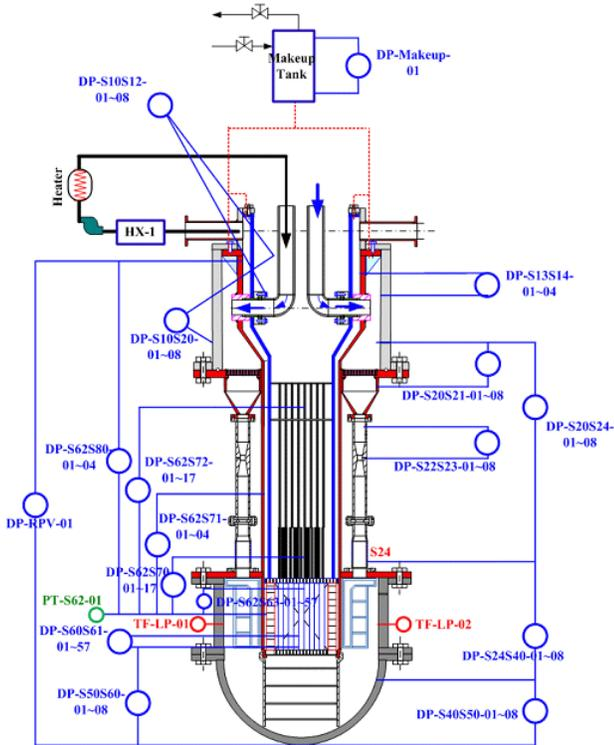 Makeup
Tank
DP-Makeup-
01
DP-S10S12-
01~08
Heater
HX-1
DP-S13S14-
01~04
DP-S10S20-
01~08
DP-S20S21-01~08
DP-S20S24-
01~08
DP-S62S80-
01~04
DP-S62S72-
01~17
DP-S22S23-01~08
DP-RPV-01
DP-S62S71-
01~04
S24
DP-S62S70-
01~17
PT-S62-01
DP-S62S63-01~57
TF-LP-01
TF-LP-02
DP-S60S61-
01~57
DP-S24S40-01~08
DP-S50S60-
01~08
DP-S40S50-01~08